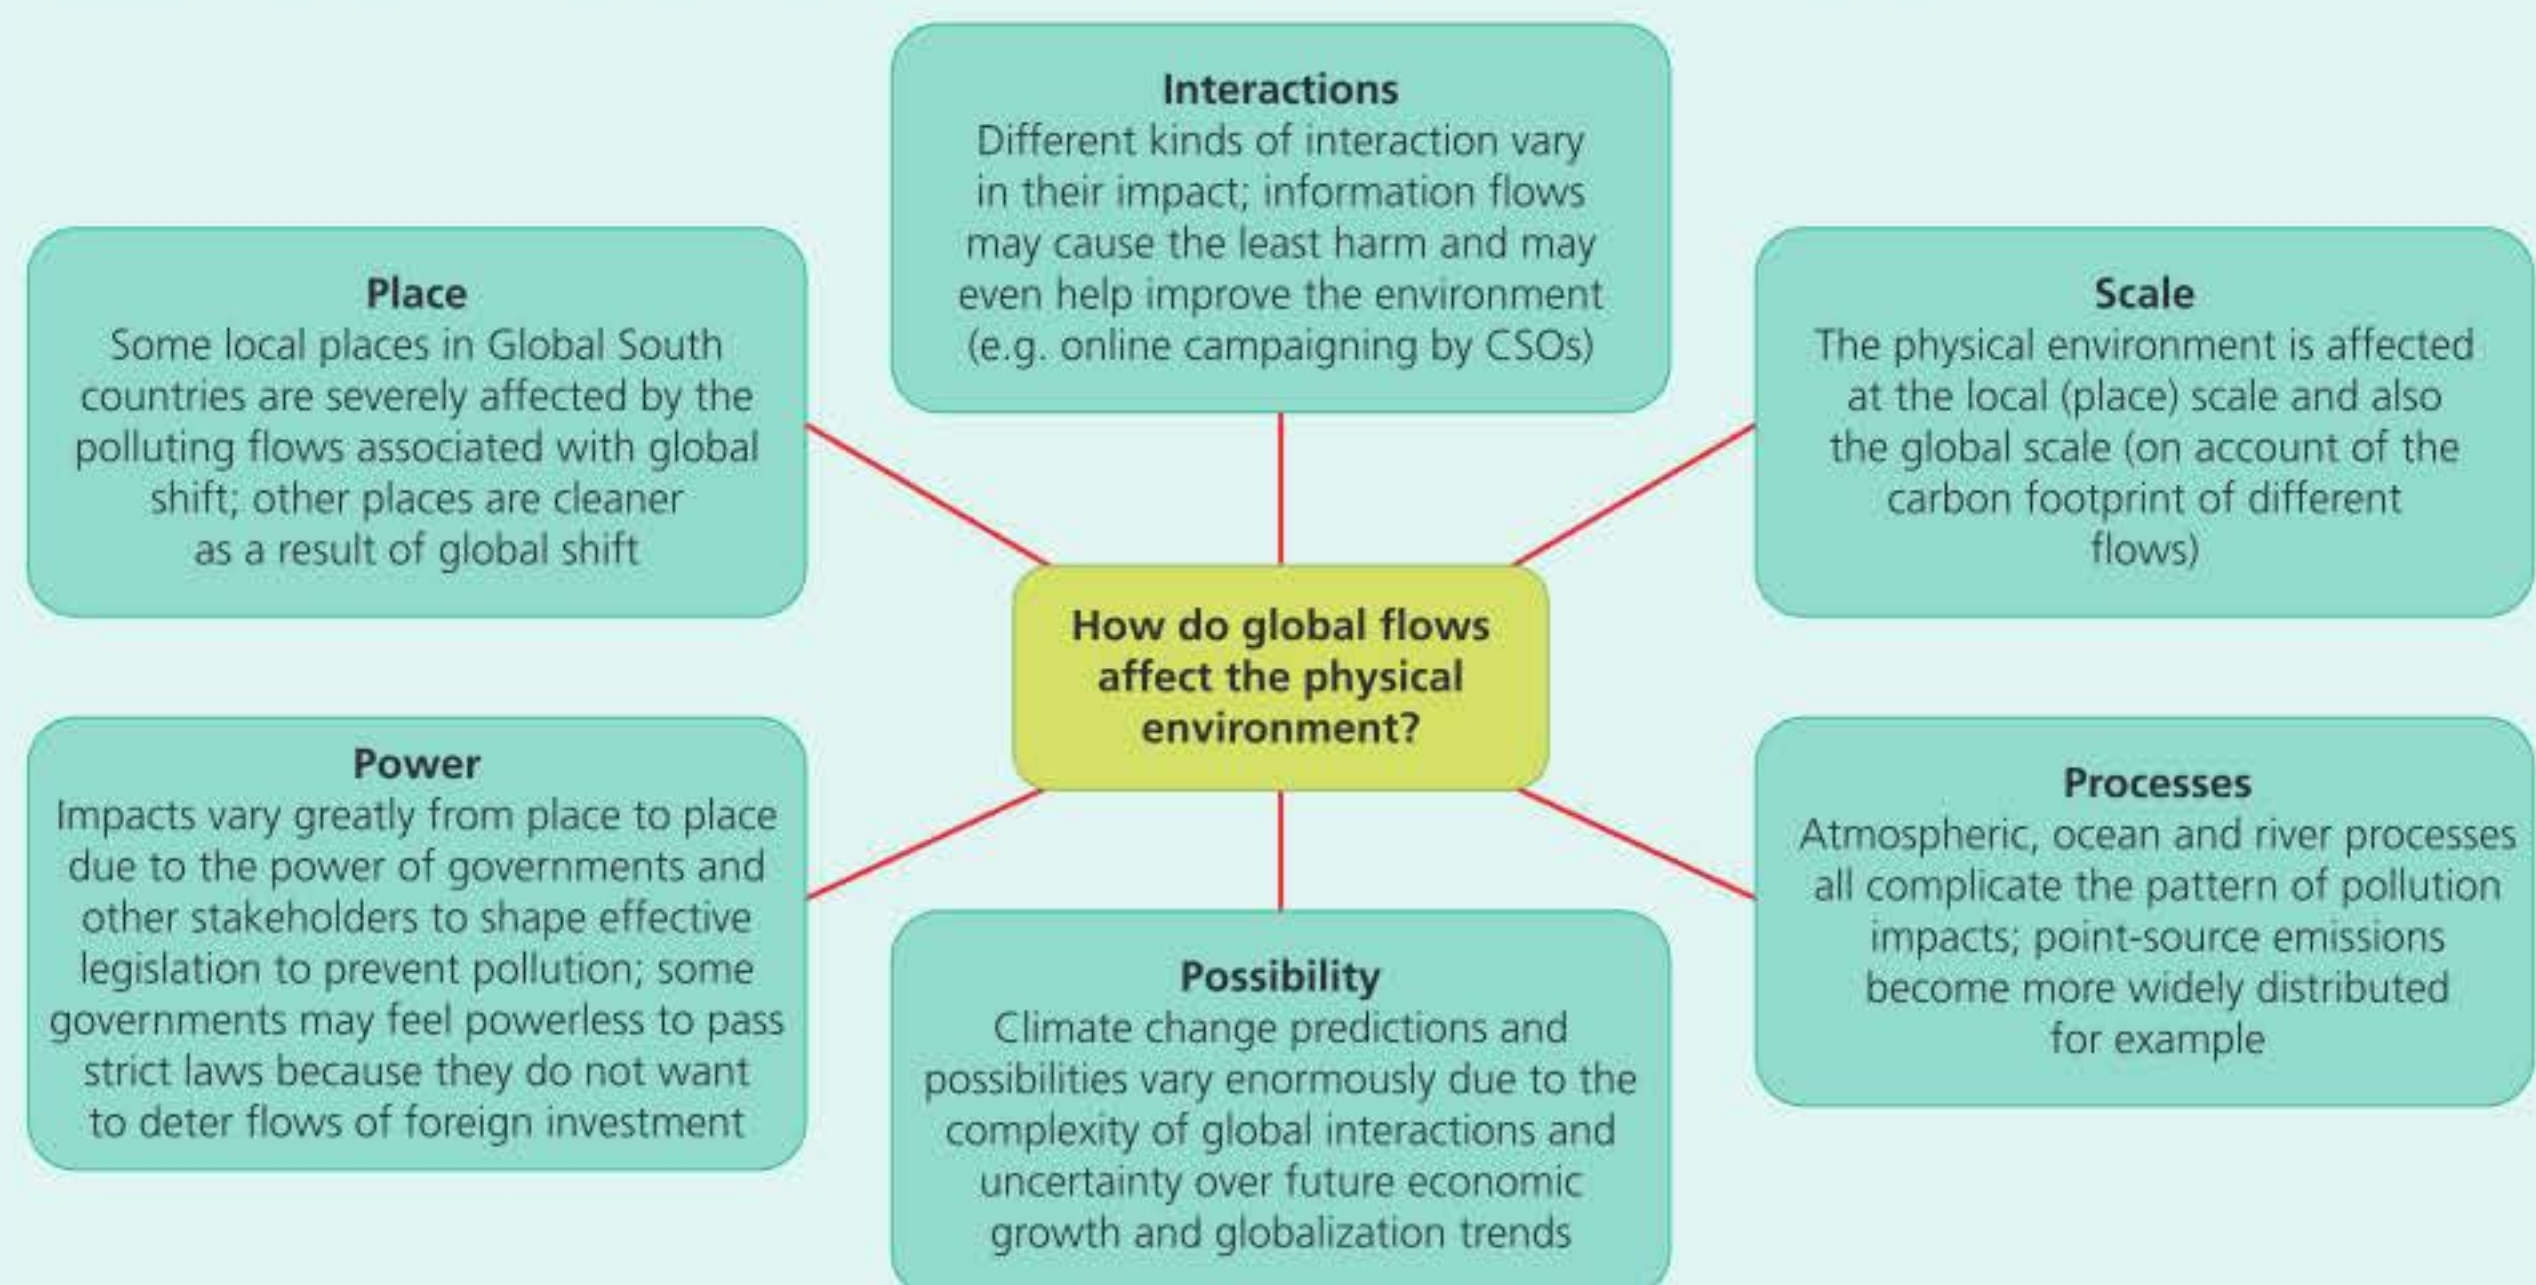 Interactions
Different kinds of interaction vary
in their impact; information flows
may cause the least harm and may
even help improve the environment
(e.g. online campaigning by CSOs)
Place
Some local places in Global South
countries are severely affected by the
polluting flows associated with global
shift; other places are cleaner
as a result of global shift
Scale
The physical environment is affected
at the local (place) scale and also
the global scale (on account of the
carbon footprint of different
flows)
How do global flows
affect the physical
environment?
Power
Impacts vary greatly from place to place
due to the power of governments and
other stakeholders to shape effective
legislation to prevent pollution; some
governments may feel powerless to pass
strict laws because they do not want
to deter flows of foreign investment
Processes
Atmospheric, ocean and river processes
all complicate the pattern of pollution
impacts; point-source emissions
become more widely distributed
for example
Possibility
Climate change predictions and
possibilities vary enormously due to the
complexity of global interactions and
uncertainty over future economic
growth and globalization trends